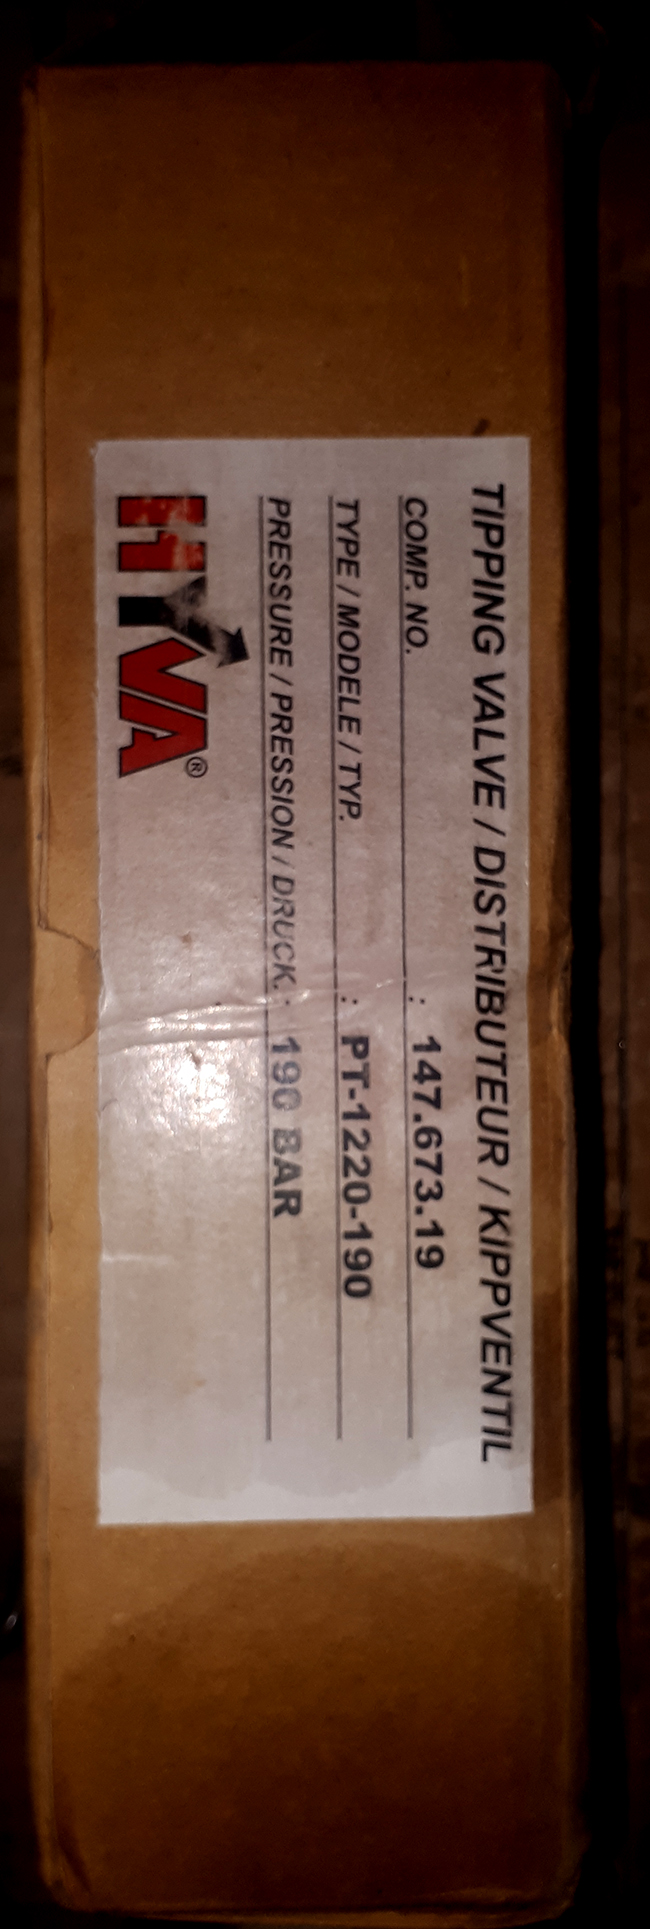 TIPPING VALVE / DISTRIBUTEUR / KIPPVENTIL
COMP. NO. : 147.673.19
TYPE / MODELE / TYP. : PT-1220-190
PRESSURE / PRESSION / DRUCK. : 190 BAR
HYVA®